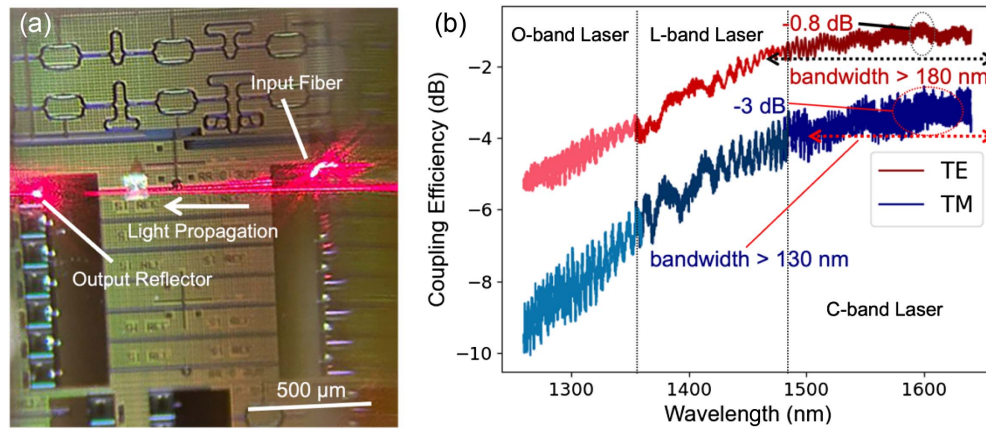 (a)
Input Fiber
Light Propagation
Output Reflector
500 µm
(b)
O-band Laser
L-band Laser
-0.8 dB
bandwidth > 180 nm
-3 dB
TE
TM
bandwidth > 130 nm
C-band Laser
Coupling Efficiency (dB)
−2
−4
−6
−8
−10
1300
1400
1500
1600
Wavelength (nm)